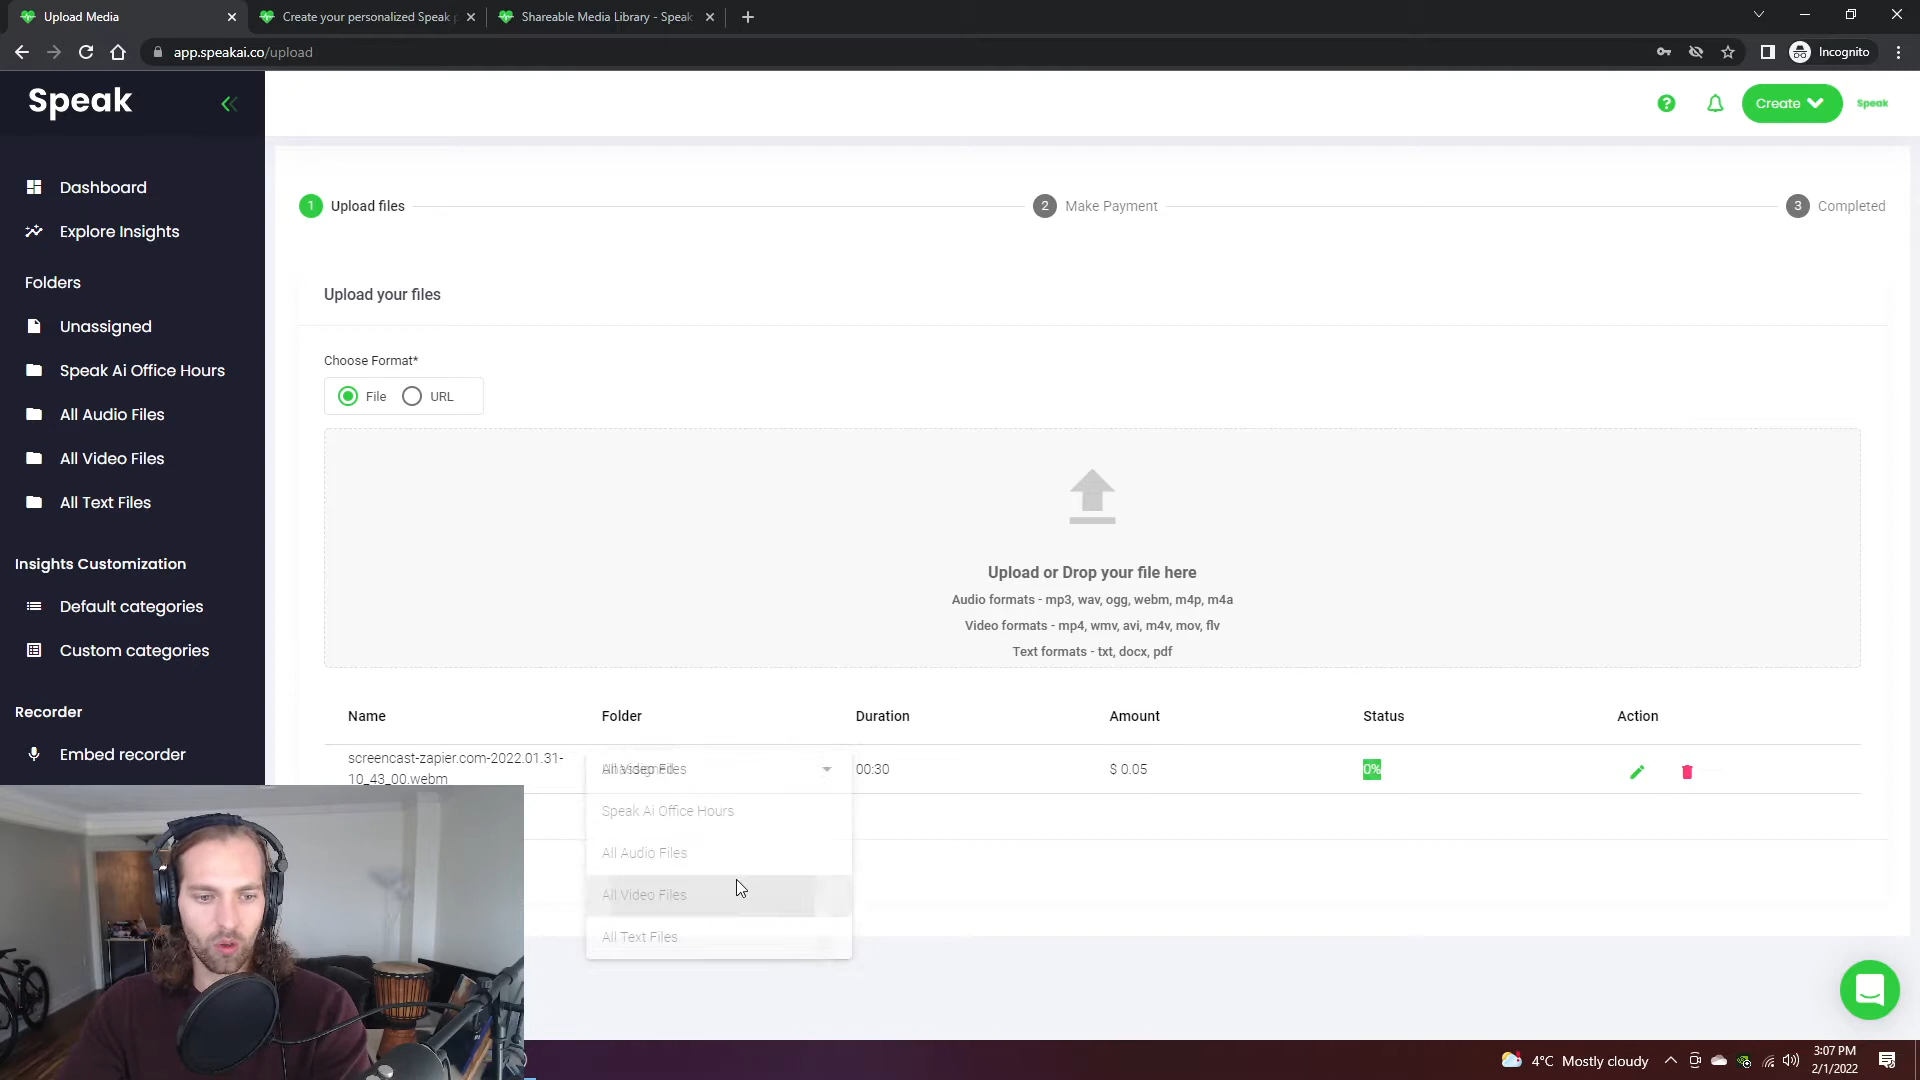 Upload Media
Create your personalized Speak p
Shareable Media Library - Speak
app.speakai.co/upload
Incognito
Speak
Create
Speak
Dashboard
Explore Insights
Folders
Unassigned
Speak Ai Office Hours
All Audio Files
All Video Files
All Text Files
Insights Customization
Default categories
Custom categories
Recorder
Embed recorder
1 Upload files
2 Make Payment
3 Completed
Upload your files
Choose Format*
File URL
Upload or Drop your file here
Audio formats - mp3, wav, ogg, webm, m4p, m4a
Video formats - mp4, wmv, avi, m4v, mov, flv
Text formats - txt, docx, pdf
Name Folder Duration Amount Status Action
screencast-zapier.com-2022.01.31-
10_43_00.webm
All Video Files
00:30 $ 0.05 0%
Speak Ai Office Hours
All Audio Files
All Video Files
All Text Files
4°C Mostly cloudy
3:07 PM
2/1/2022